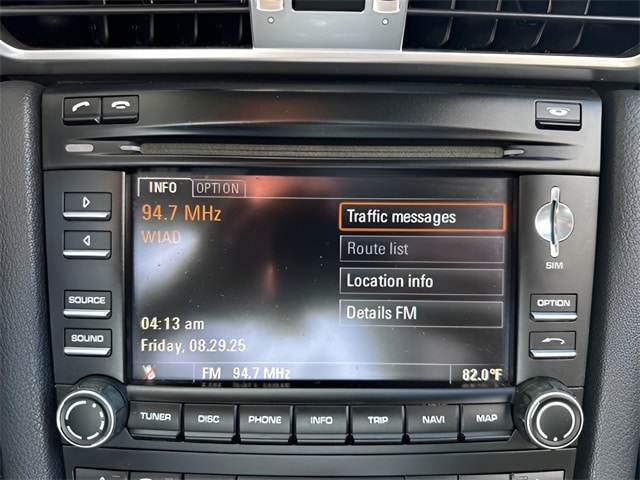 INFO OPTION
94.7 MHz
WIAD
Traffic messages
Route list
Location info
Details FM
04:13 am
Friday, 08.29.25
FM 94.7 MHz
82.0°F
SOURCE
SOUND
SIM
OPTION
TUNER DISC PHONE INFO TRIP NAVI MAP